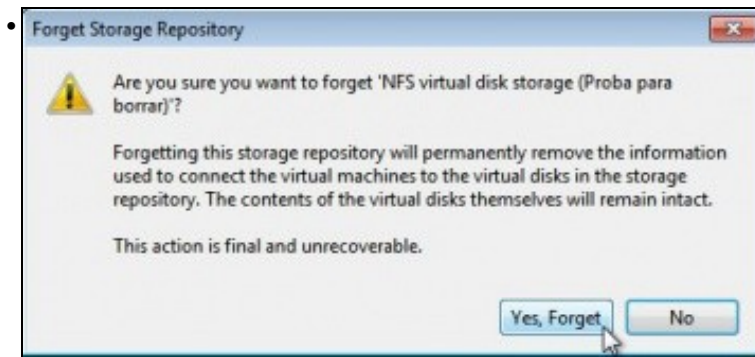 Forget Storage Repository
Are you sure you want to forget 'NFS virtual disk storage (Proba para
borrar)'?
Forgetting this storage repository will permanently remove the information
used to connect the virtual machines to the virtual disks in the storage
repository. The contents of the virtual disks themselves will remain intact.
This action is final and unrecoverable.
Yes, Forget No